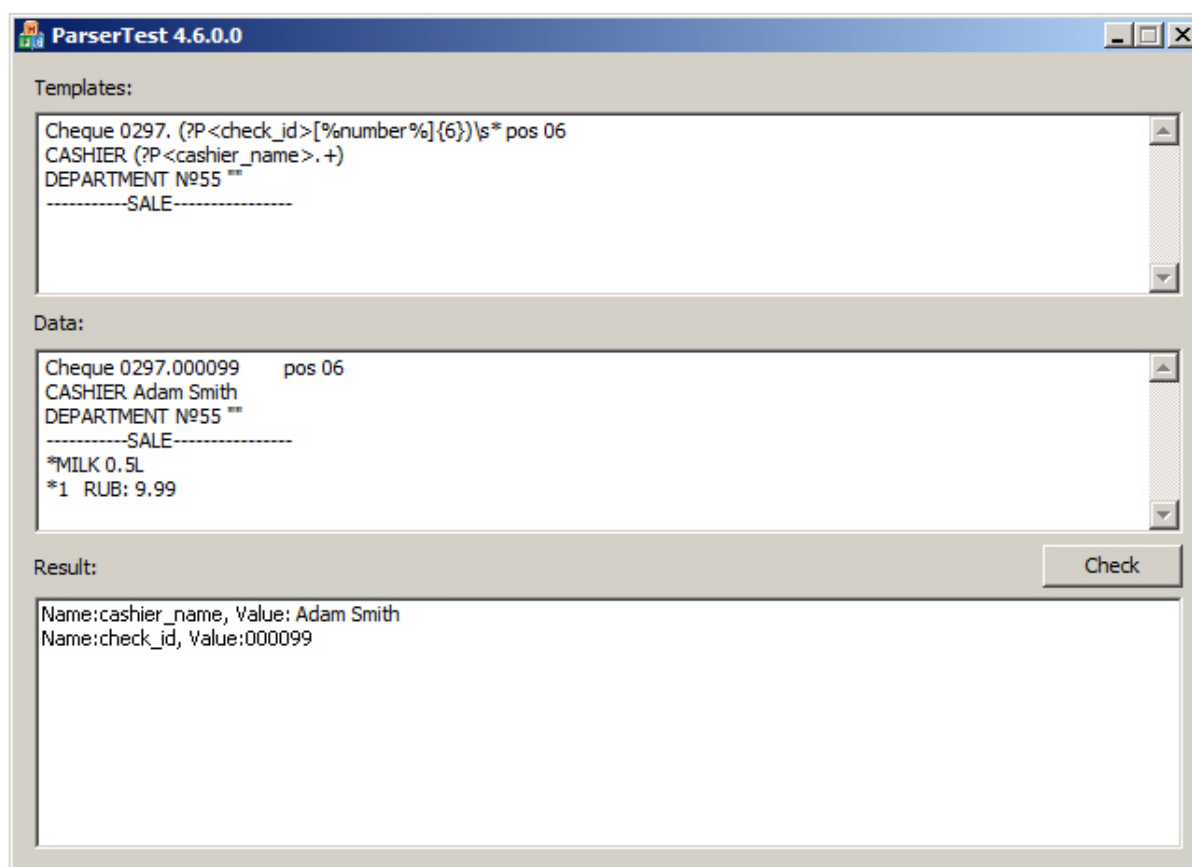 ParserTest 4.6.0.0
Templates:
Cheque 0297. (?P<check_id>[%number%]{6})\s* pos 06
CASHIER (?P<cashier_name>.+)
DEPARTMENT №55 ""
-----------SALE----------------
Data:
Cheque 0297.000099 pos 06
CASHIER Adam Smith
DEPARTMENT №55 ""
-----------SALE----------------
*MILK 0.5L
*1 RUB: 9.99
Result:
Check
Name:cashier_name, Value: Adam Smith
Name:check_id, Value:000099